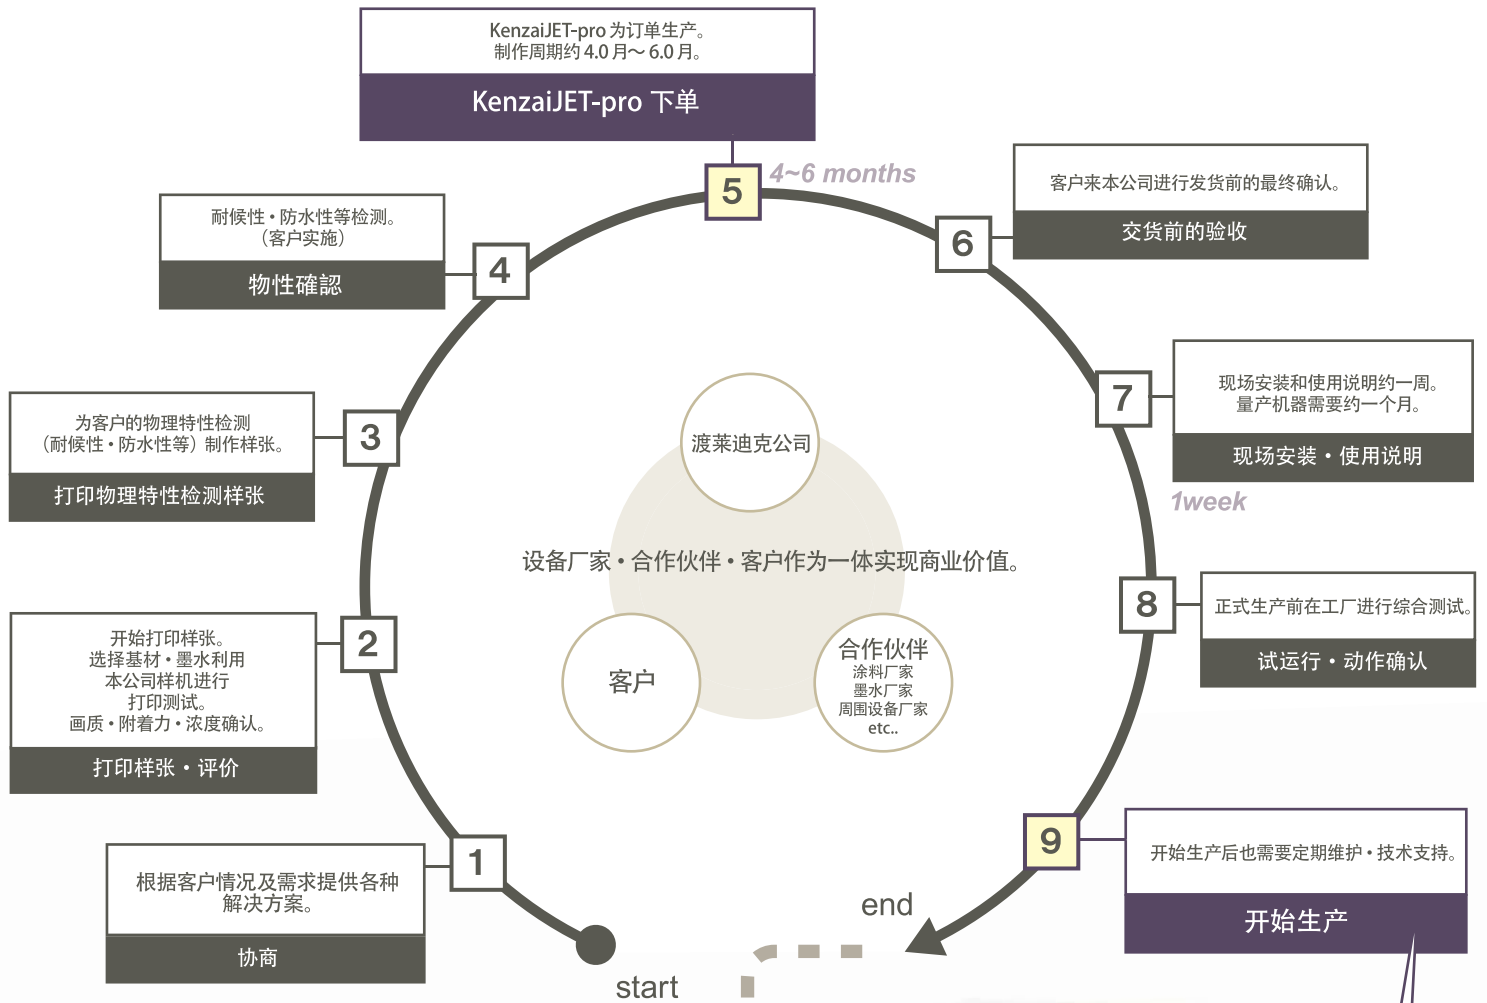 KenzaiJET-pro 为订单生产。
制作周期约 4.0 月～ 6.0 月。
KenzaiJET-pro 下单
5
4~6 months
客户来本公司进行发货前的最终确认。
交货前的验收
6
耐候性・防水性等检测。
（客户实施）
物性確認
4
现场安装和使用说明约一周。
量产机器需要约一个月。
现场安装・使用说明
7
1week
为客户的物理特性检测
（耐候性・防水性等）制作样张。
打印物理特性检测样张
3
渡莱迪克公司
设备厂家・合作伙伴・客户作为一体实现商业价值。
客户
合作伙伴
涂料厂家
墨水厂家
周围设备厂家
etc..
正式生产前在工厂进行综合测试。
试运行・动作确认
8
开始打印样张。
选择基材・墨水利用
本公司样机进行
打印测试。
画质・附着力・浓度确认。
打印样张・评价
2
开始生产后也需要定期维护・技术支持。
开始生产
9
根据客户情况及需求提供各种
解决方案。
协商
1
end
start